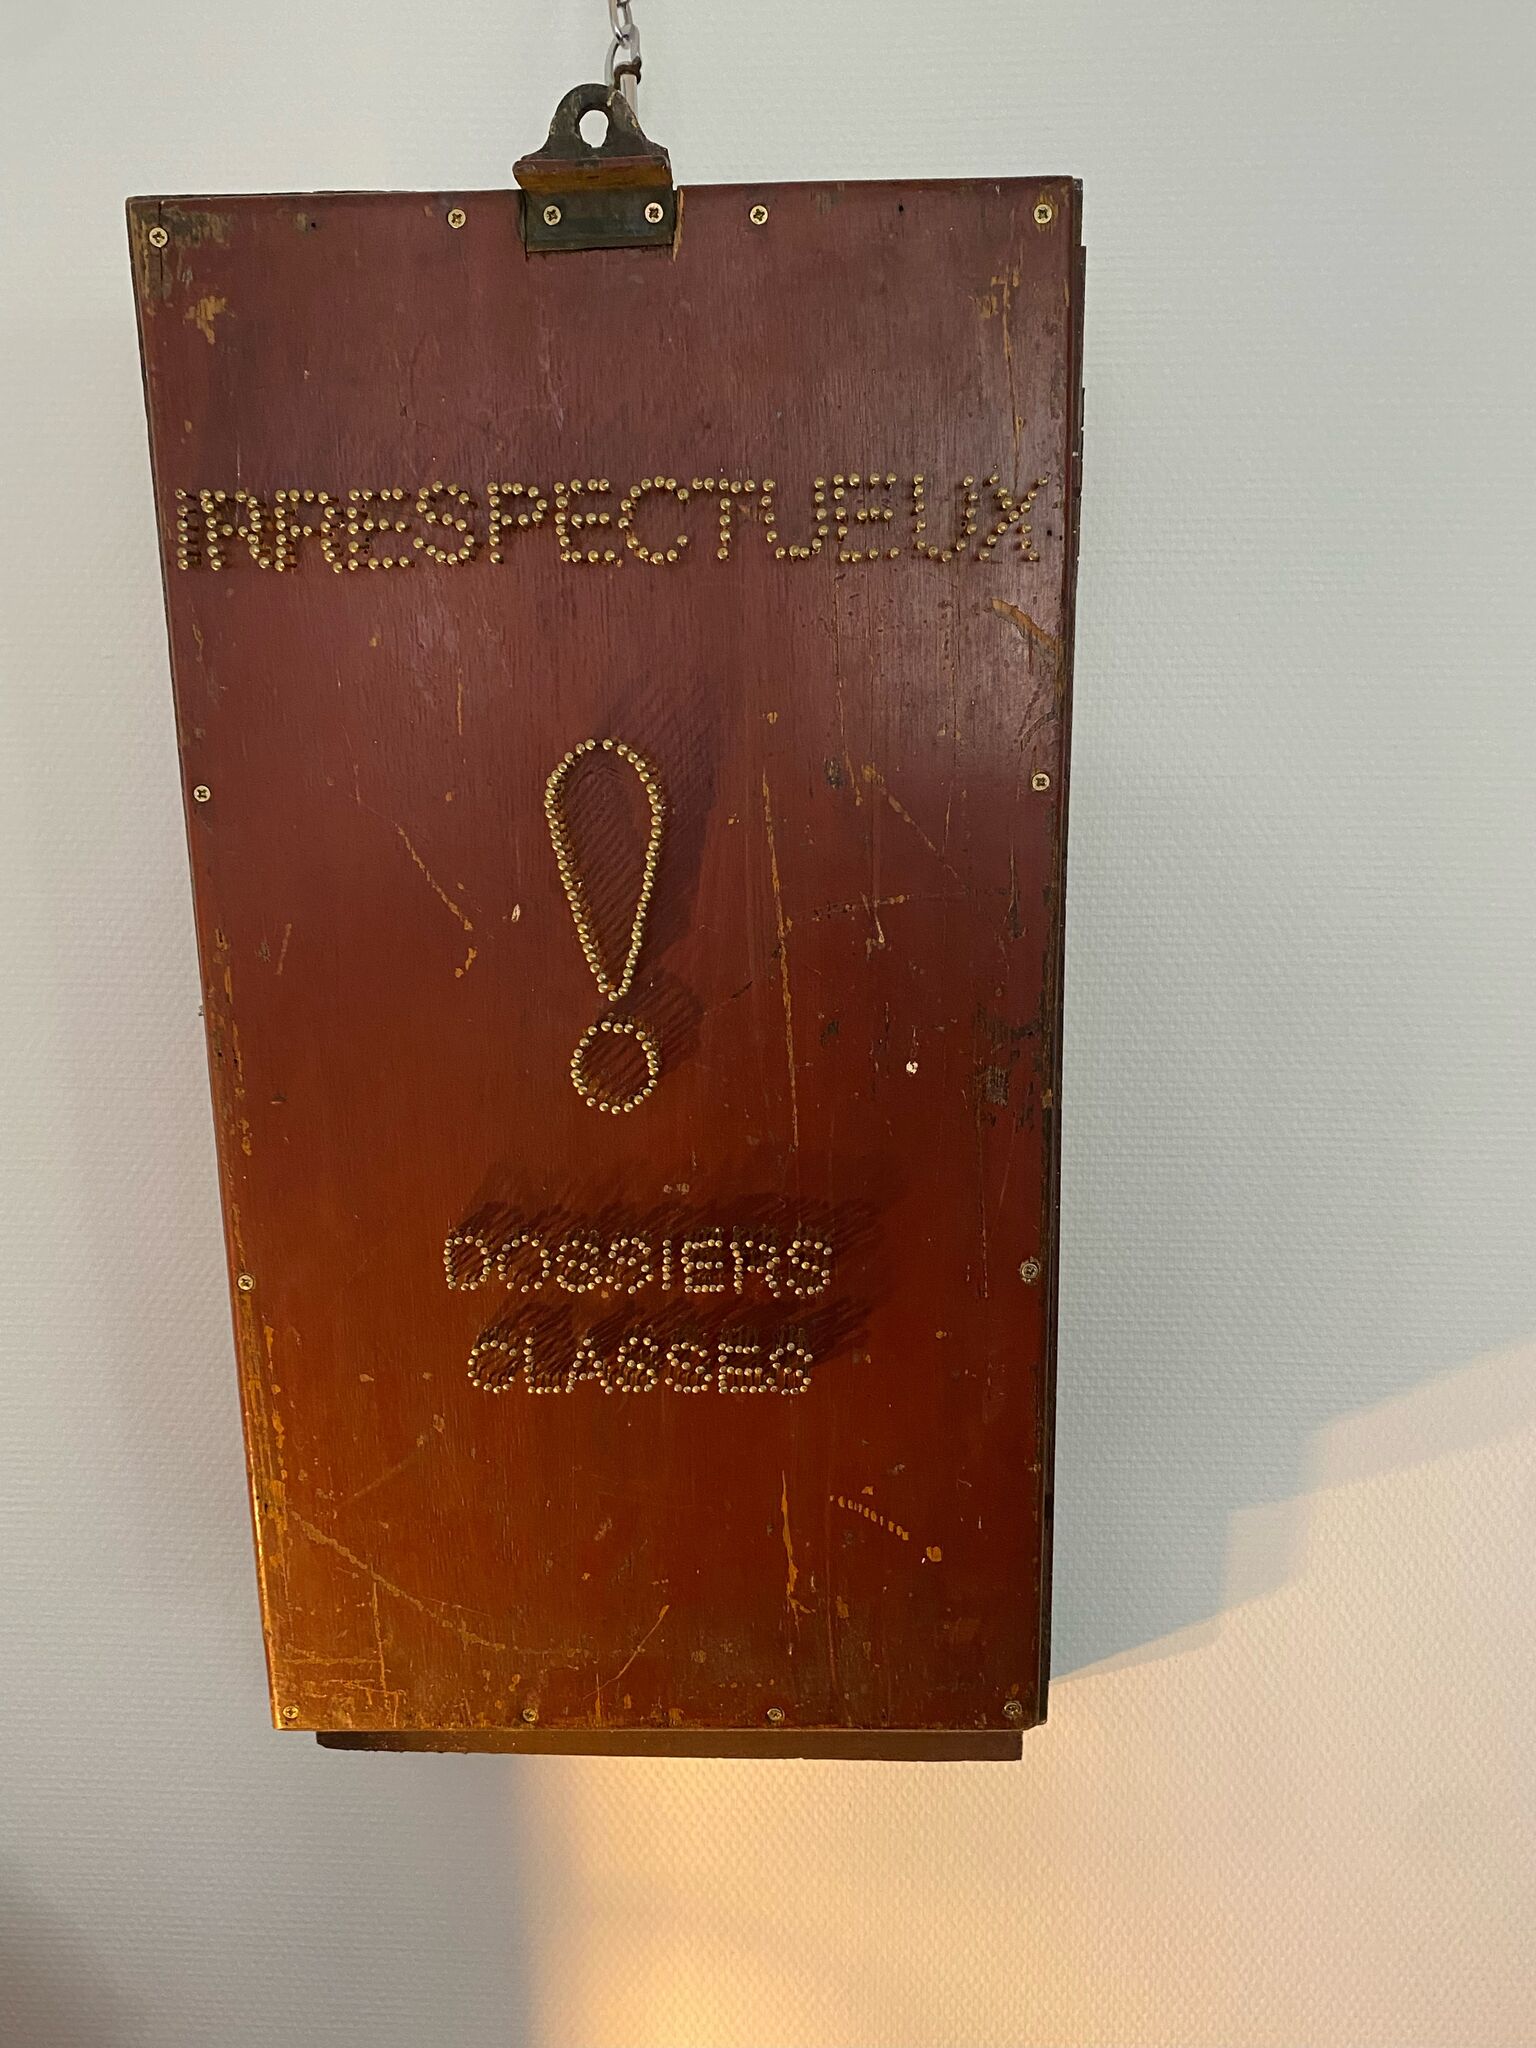 IRRESPECTUEUX
!
DOSSIERS
CLASSES